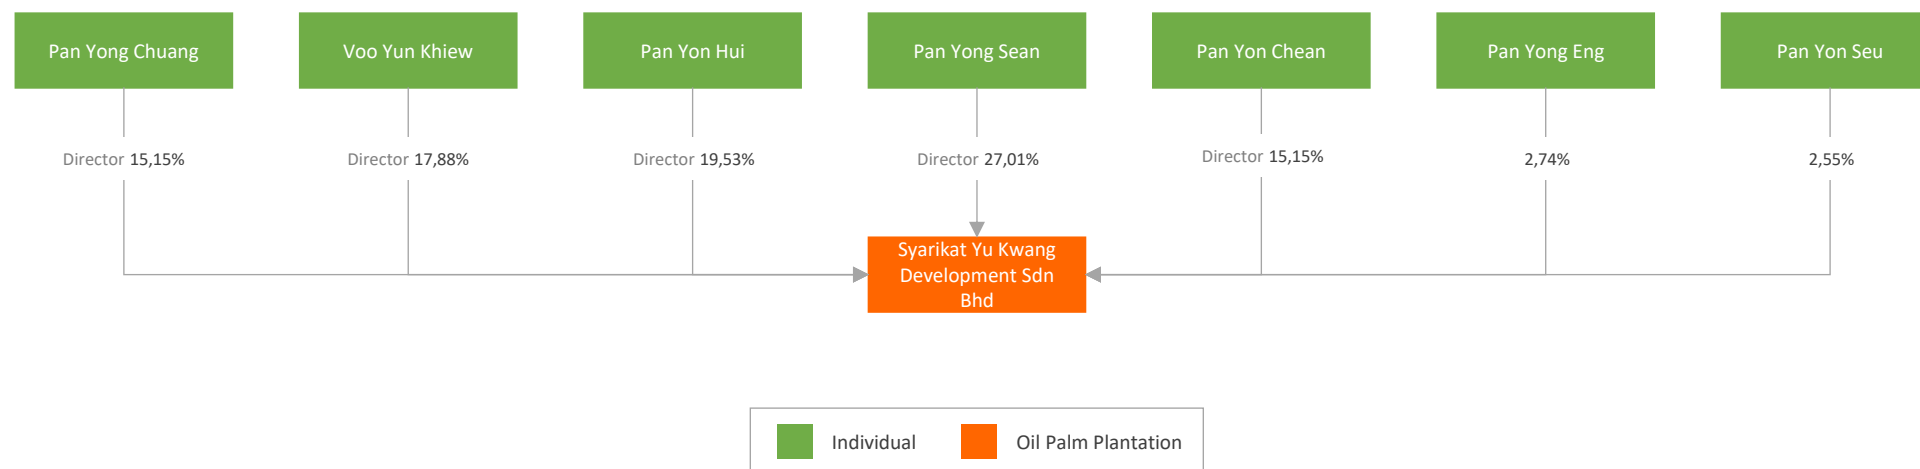 Pan Yong Chuang
Voo Yun Khiew
Pan Yon Hui
Pan Yong Sean
Pan Yon Chean
Pan Yong Eng
Pan Yon Seu
Director 15,15%
Director 17,88%
Director 19,53%
Director 27,01%
Director 15,15%
2,74%
2,55%
Syarikat Yu Kwang
Development Sdn
Bhd
Individual
Oil Palm Plantation